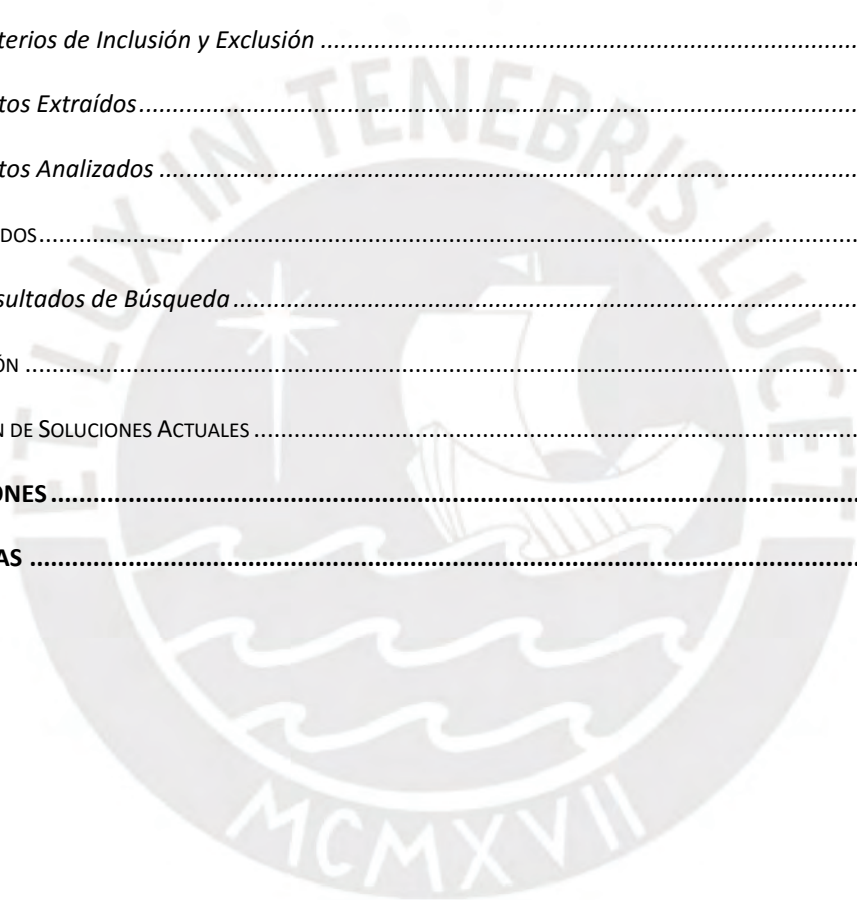 terios de Inclusión y Exclusión ....................................................................................................
tos Extraídos ....................................................................................................
tos Analizados ....................................................................................................
DOS ....................................................................................................
sultados de Búsqueda ....................................................................................................
ÓN ....................................................................................................
N DE SOLUCIONES ACTUALES ....................................................................................................
ONES ....................................................................................................
AS ....................................................................................................
ET LUX IN TENEBRIS LUCET
MCMXVII